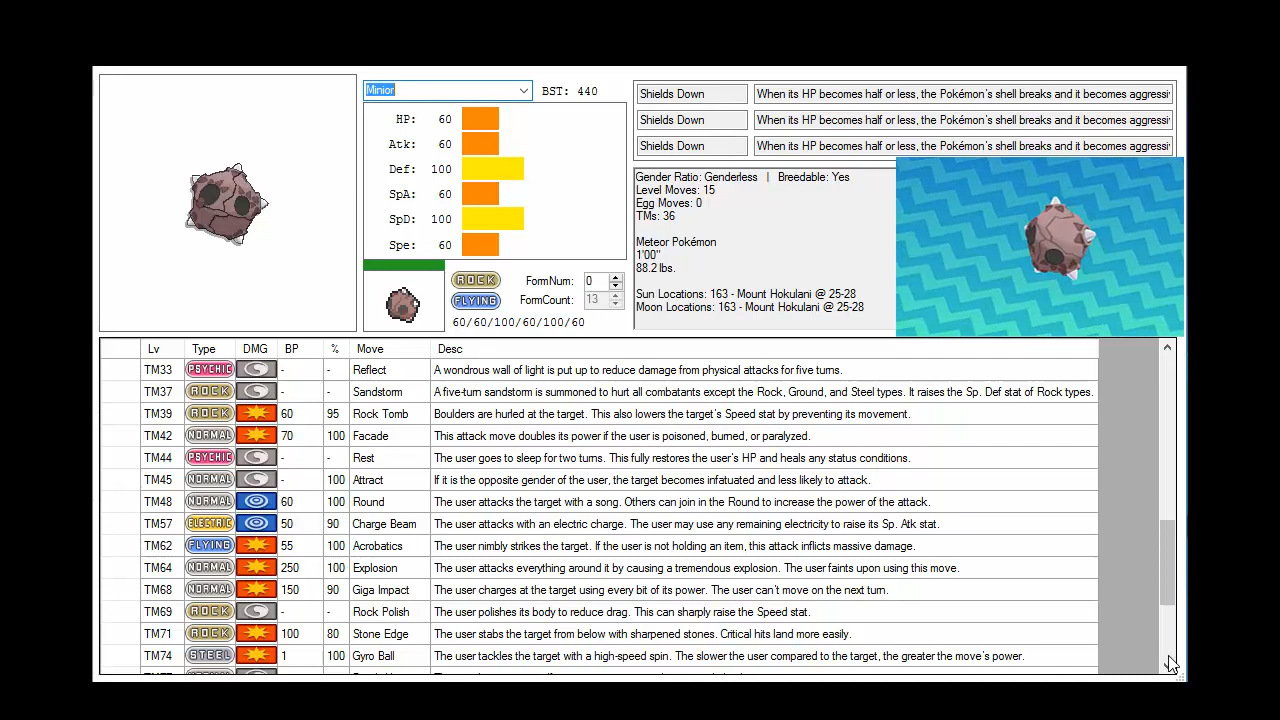 Minior BST: 440
HP: 60
Atk: 60
Def: 100
SpA: 60
SpD: 100
Spe: 60
ROCK
FLYING
FormNum: 0
FormCount: 13
60/60/100/60/100/60
Shields Down When its HP becomes half or less, the Pokémon's shell breaks and it becomes aggressi
Shields Down When its HP becomes half or less, the Pokémon's shell breaks and it becomes aggressi
Shields Down When its HP becomes half or less, the Pokémon's shell breaks and it becomes aggressi
Gender Ratio: Genderless | Breedable: Yes
Level Moves: 15
Egg Moves: 0
TMs: 36
Meteor Pokémon
1'00"
88.2 lbs.
Sun Locations: 163 - Mount Hokulani @ 25-28
Moon Locations: 163 - Mount Hokulani @ 25-28
Lv Type DMG BP % Move Desc
TM33 PSYCHIC - - Reflect A wondrous wall of light is put up to reduce damage from physical attacks for five turns.
TM37 ROCK - - Sandstorm A five-turn sandstorm is summoned to hurt all combatants except the Rock, Ground, and Steel types. It raises the Sp. Def stat of Rock types.
TM39 ROCK 60 95 Rock Tomb Boulders are hurled at the target. This also lowers the target's Speed stat by preventing its movement.
TM42 NORMAL 70 100 Facade This attack move doubles its power if the user is poisoned, burned, or paralyzed.
TM44 PSYCHIC - - Rest The user goes to sleep for two turns. This fully restores the user's HP and heals any status conditions.
TM45 NORMAL - 100 Attract If it is the opposite gender of the user, the target becomes infatuated and less likely to attack.
TM48 NORMAL 60 100 Round The user attacks the target with a song. Others can join in the Round to increase the power of the attack.
TM57 ELECTRIC 50 90 Charge Beam The user attacks with an electric charge. The user may use any remaining electricity to raise its Sp. Atk stat.
TM62 FLYING 55 100 Acrobatics The user nimbly strikes the target. If the user is not holding an item, this attack inflicts massive damage.
TM64 NORMAL 250 100 Explosion The user attacks everything around it by causing a tremendous explosion. The user faints upon using this move.
TM68 NORMAL 150 90 Giga Impact The user charges at the target using every bit of its power. The user can't move on the next turn.
TM69 ROCK - - Rock Polish The user polishes its body to reduce drag. This can sharply raise the Speed stat.
TM71 ROCK 100 80 Stone Edge The user stabs the target from below with sharpened stones. Critical hits land more easily.
TM74 STEEL 1 100 Gyro Ball The user tackles the target with a high-speed spin. The slower the user compared to the target, the greater the move's power.